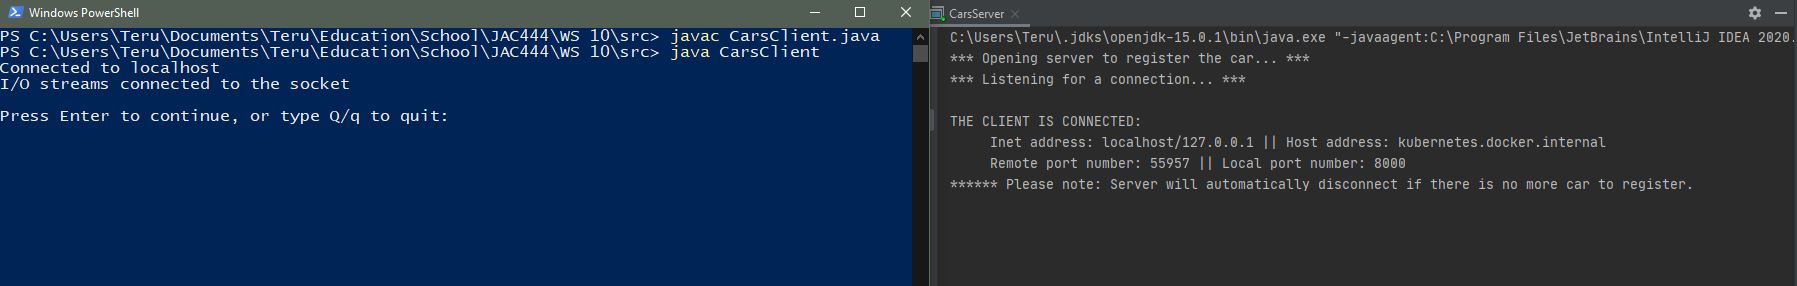 Windows PowerShell
PS C:\Users\Teru\Documents\Teru\Education\School\JAC444\WS 10\src> javac CarsClient.java
PS C:\Users\Teru\Documents\Teru\Education\School\JAC444\WS 10\src> java CarsClient
Connected to localhost
I/O streams connected to the socket
Press Enter to continue, or type Q/q to quit:
CarsServer
C:\Users\Teru\.jdks\openjdk-15.0.1\bin\java.exe "-javaagent:C:\Program Files\JetBrains\IntelliJ IDEA 2020.
*** Opening server to register the car... ***
*** Listening for a connection... ***
THE CLIENT IS CONNECTED:
Inet address: localhost/127.0.0.1 || Host address: kubernetes.docker.internal
Remote port number: 55957 || Local port number: 8000
****** Please note: Server will automatically disconnect if there is no more car to register.